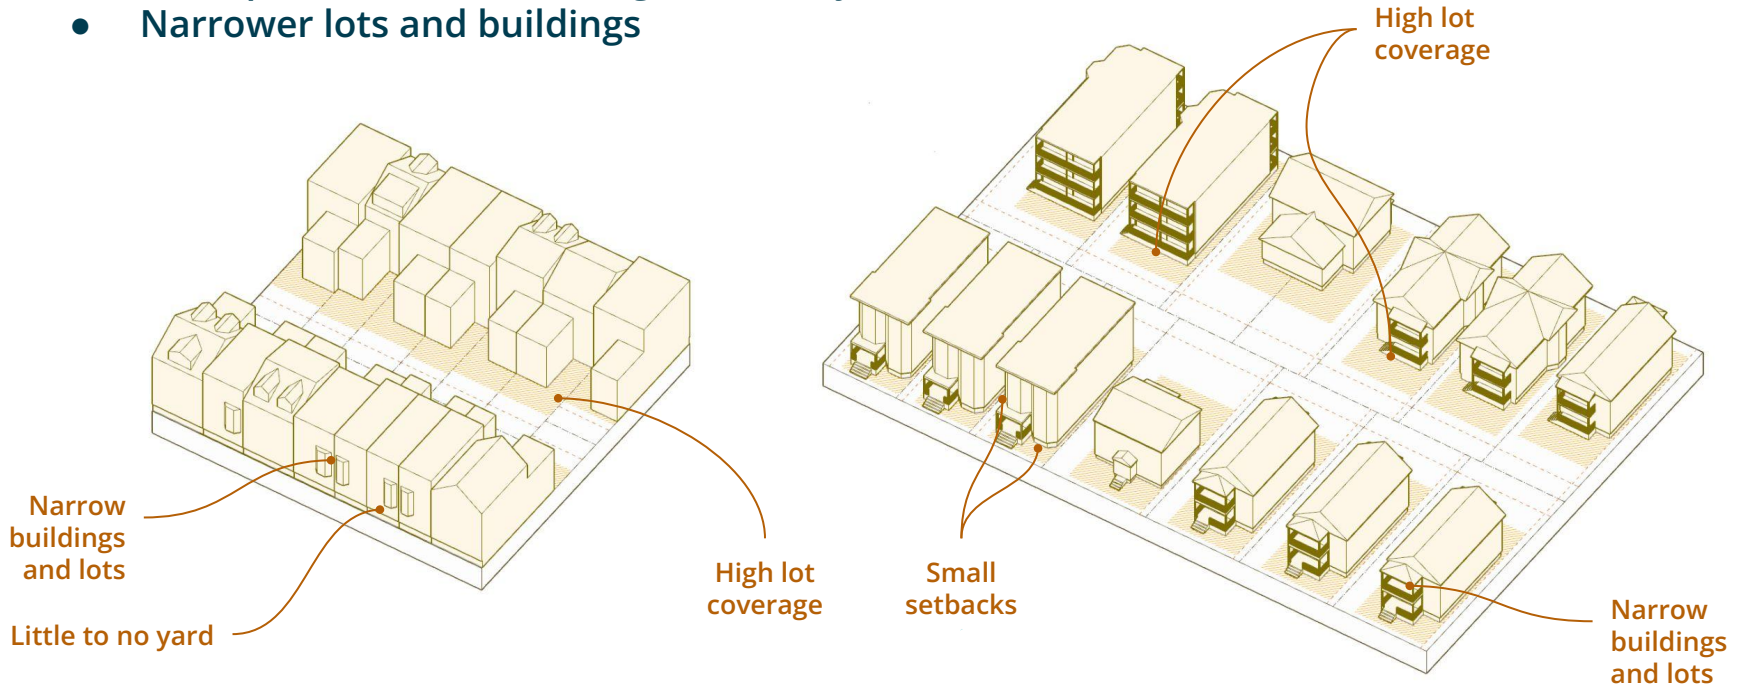 ● Narrower lots and buildings
High lot
coverage
Narrow
buildings
and lots
Little to no yard
High lot
coverage
Small
setbacks
Narrow
buildings
and lots